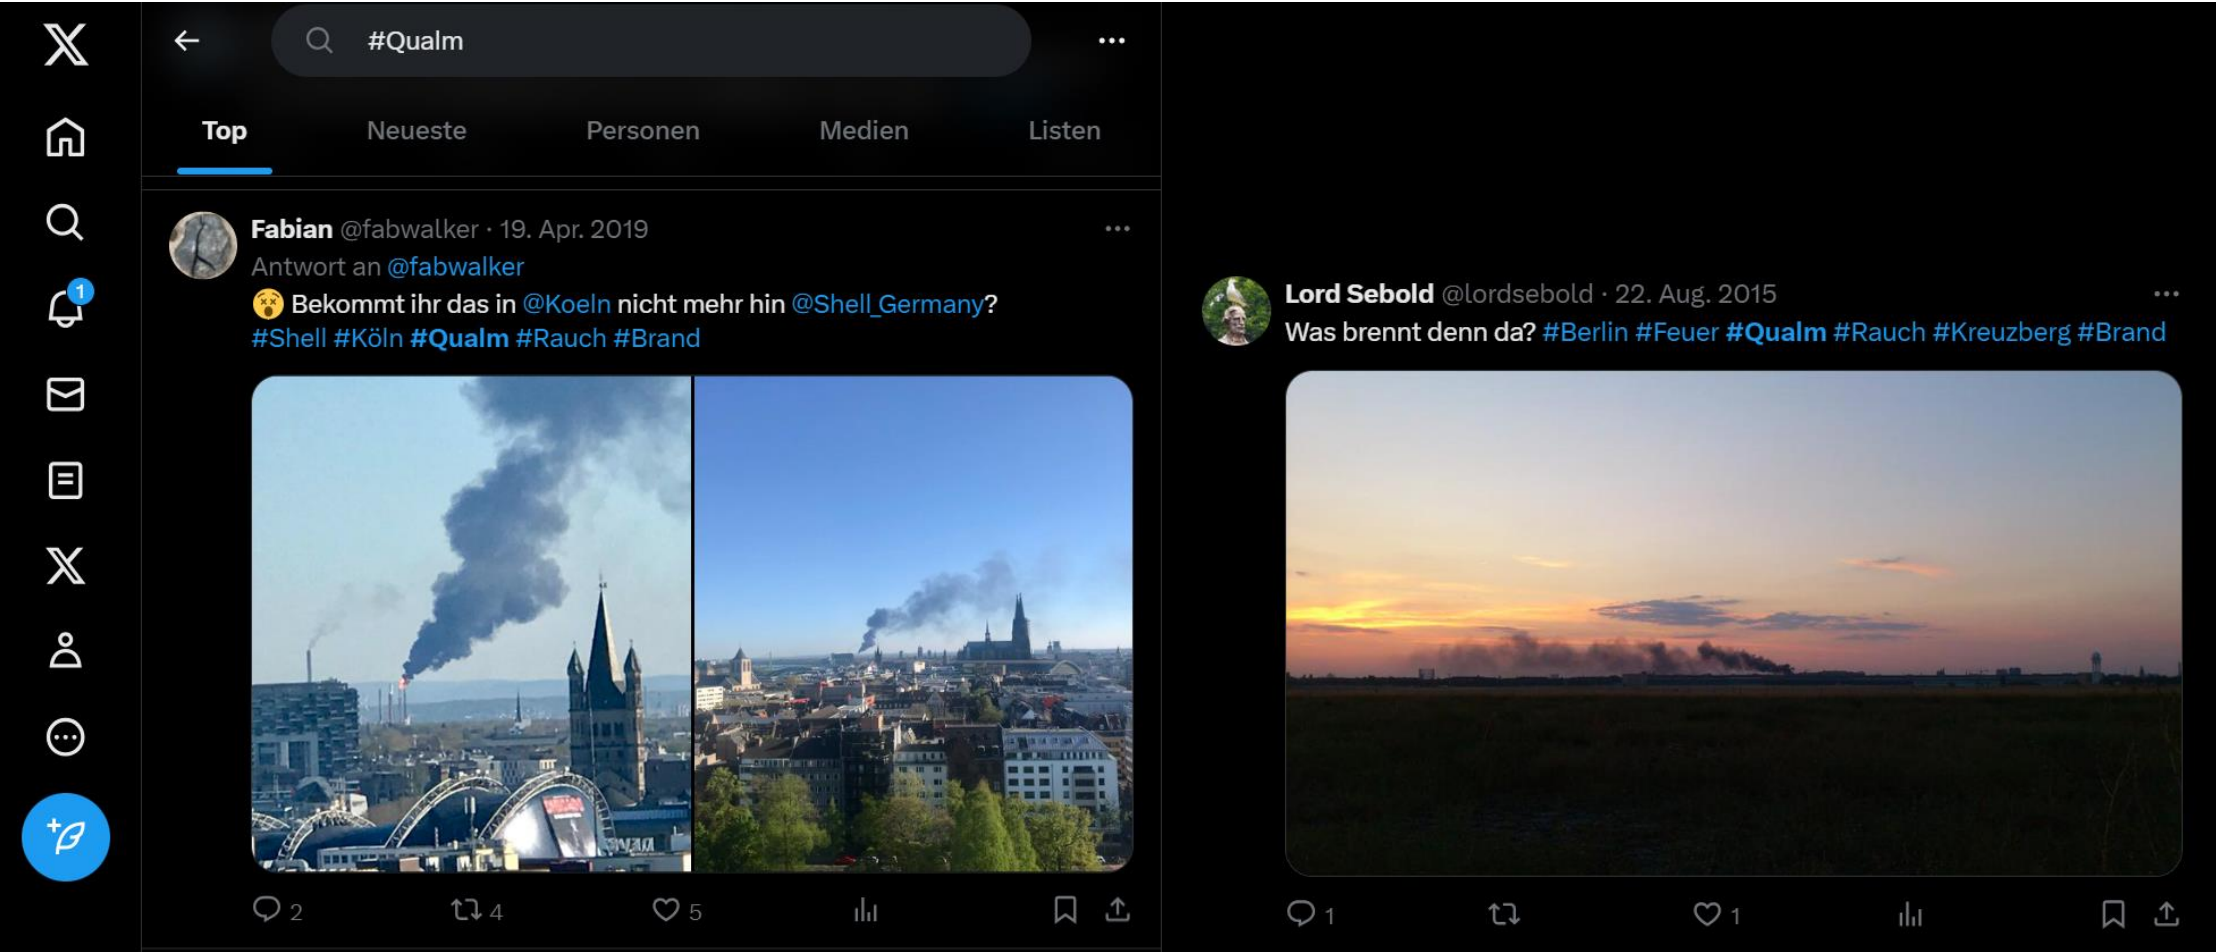 #Qualm
Top Neueste Personen Medien Listen
Fabian @fabwalker · 19. Apr. 2019
Antwort an @fabwalker
😵 Bekommt ihr das in @Koeln nicht mehr hin @Shell_Germany?
#Shell #Köln #Qualm #Rauch #Brand
2 4 5
Lord Sebold @lordsebold · 22. Aug. 2015
Was brennt denn da? #Berlin #Feuer #Qualm #Rauch #Kreuzberg #Brand
1 1
1